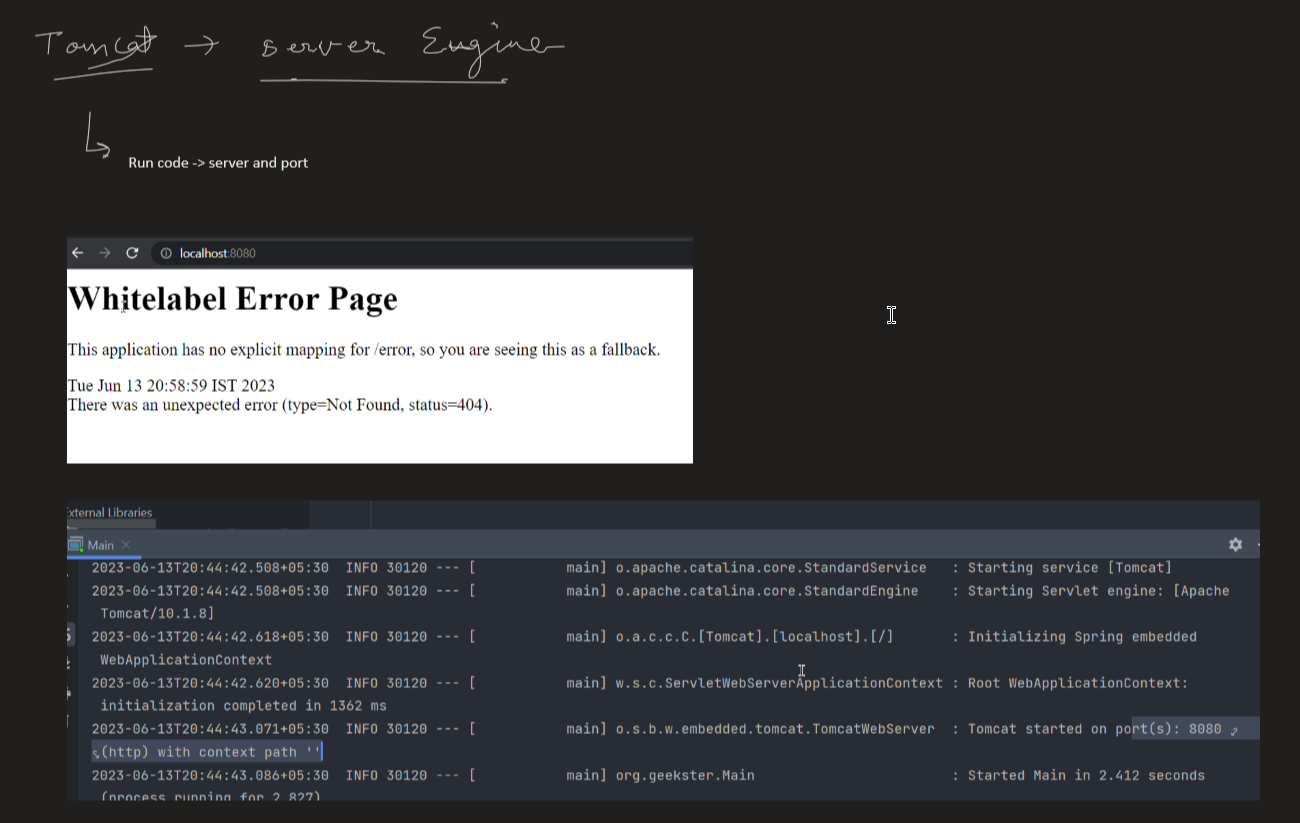 Tomcat → server Engine
Run code -> server and port
localhost:8080
Whitelabel Error Page
This application has no explicit mapping for /error, so you are seeing this as a fallback.
Tue Jun 13 20:58:59 IST 2023
There was an unexpected error (type=Not Found, status=404).
xternal Libraries
Main
2023-06-13T20:44:42.508+05:30 INFO 30120 --- [ main] o.apache.catalina.core.StandardService : Starting service [Tomcat]
2023-06-13T20:44:42.508+05:30 INFO 30120 --- [ main] o.apache.catalina.core.StandardEngine : Starting Servlet engine: [Apache
Tomcat/10.1.8]
2023-06-13T20:44:42.618+05:30 INFO 30120 --- [ main] o.a.c.c.C.[Tomcat].[localhost].[/] : Initializing Spring embedded
WebApplicationContext
2023-06-13T20:44:42.620+05:30 INFO 30120 --- [ main] w.s.c.ServletWebServerApplicationContext : Root WebApplicationContext:
initialization completed in 1362 ms
2023-06-13T20:44:43.071+05:30 INFO 30120 --- [ main] o.s.b.w.embedded.tomcat.TomcatWebServer : Tomcat started on port(s): 8080
(http) with context path ''
2023-06-13T20:44:43.086+05:30 INFO 30120 --- [ main] org.geekster.Main : Started Main in 2.412 seconds
(process running for 2.827)